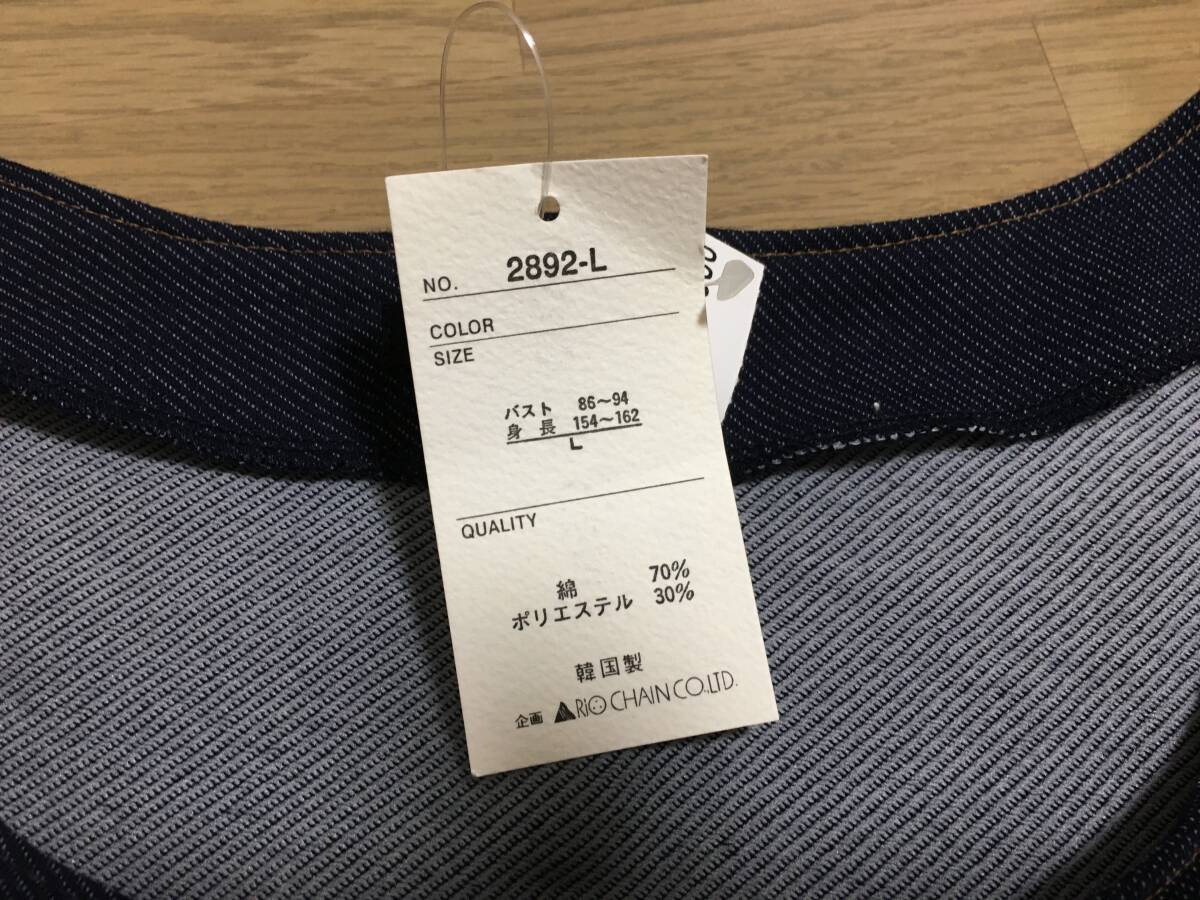 NO. 2892-L
COLOR
SIZE
バスト 86〜94
身長 154〜162
L
QUALITY
綿 70%
ポリエステル 30%
韓国製
企画 ARIO CHAIN CO.,LTD.